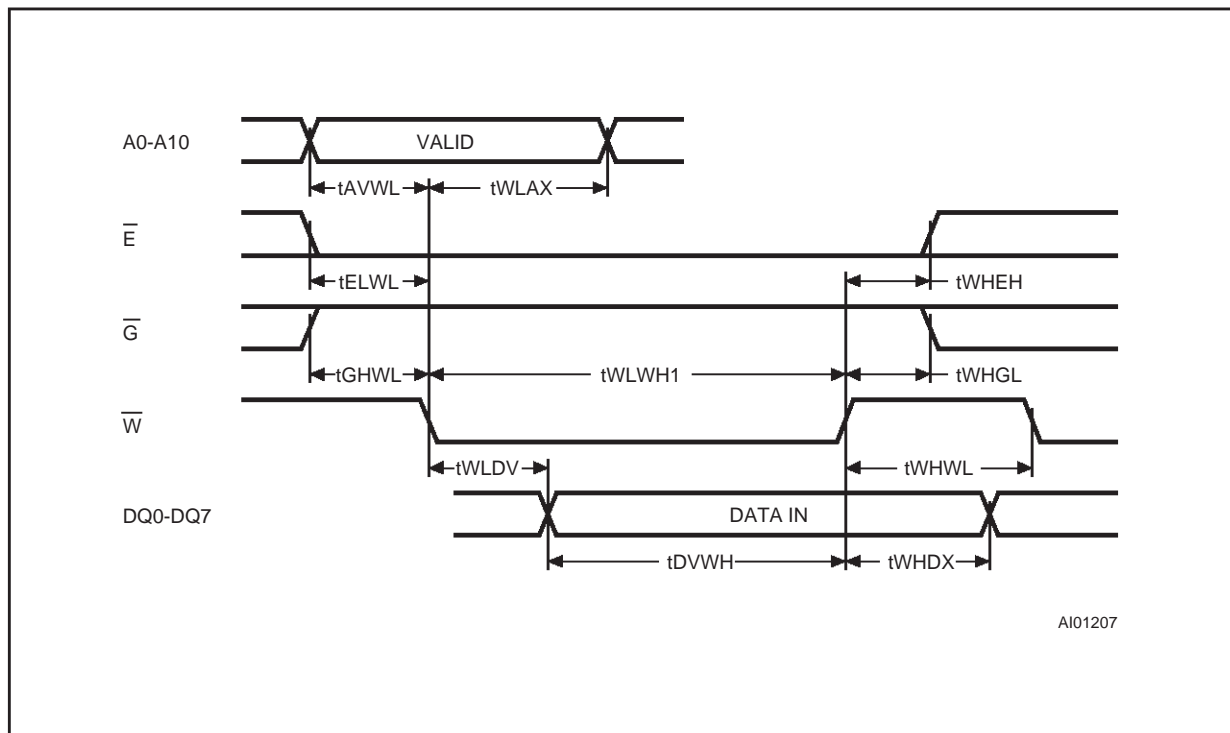 A0-A10
VALID
tAVWL
tWLAX
E̅
tELWL
tWHEH
G̅
tGHWL
tWLWH1
tWHGL
W̅
tWLDV
tWHWL
DQ0-DQ7
DATA IN
tDVWH
tWHDX
AI01207